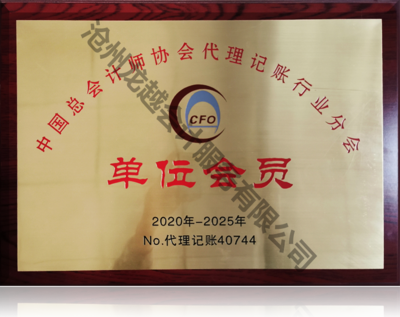 中国总会计师协会代理记账行业分会
CFO
单位会员
2020年-2025年
No.代理记账40744
沧州龙越会计服务有限公司